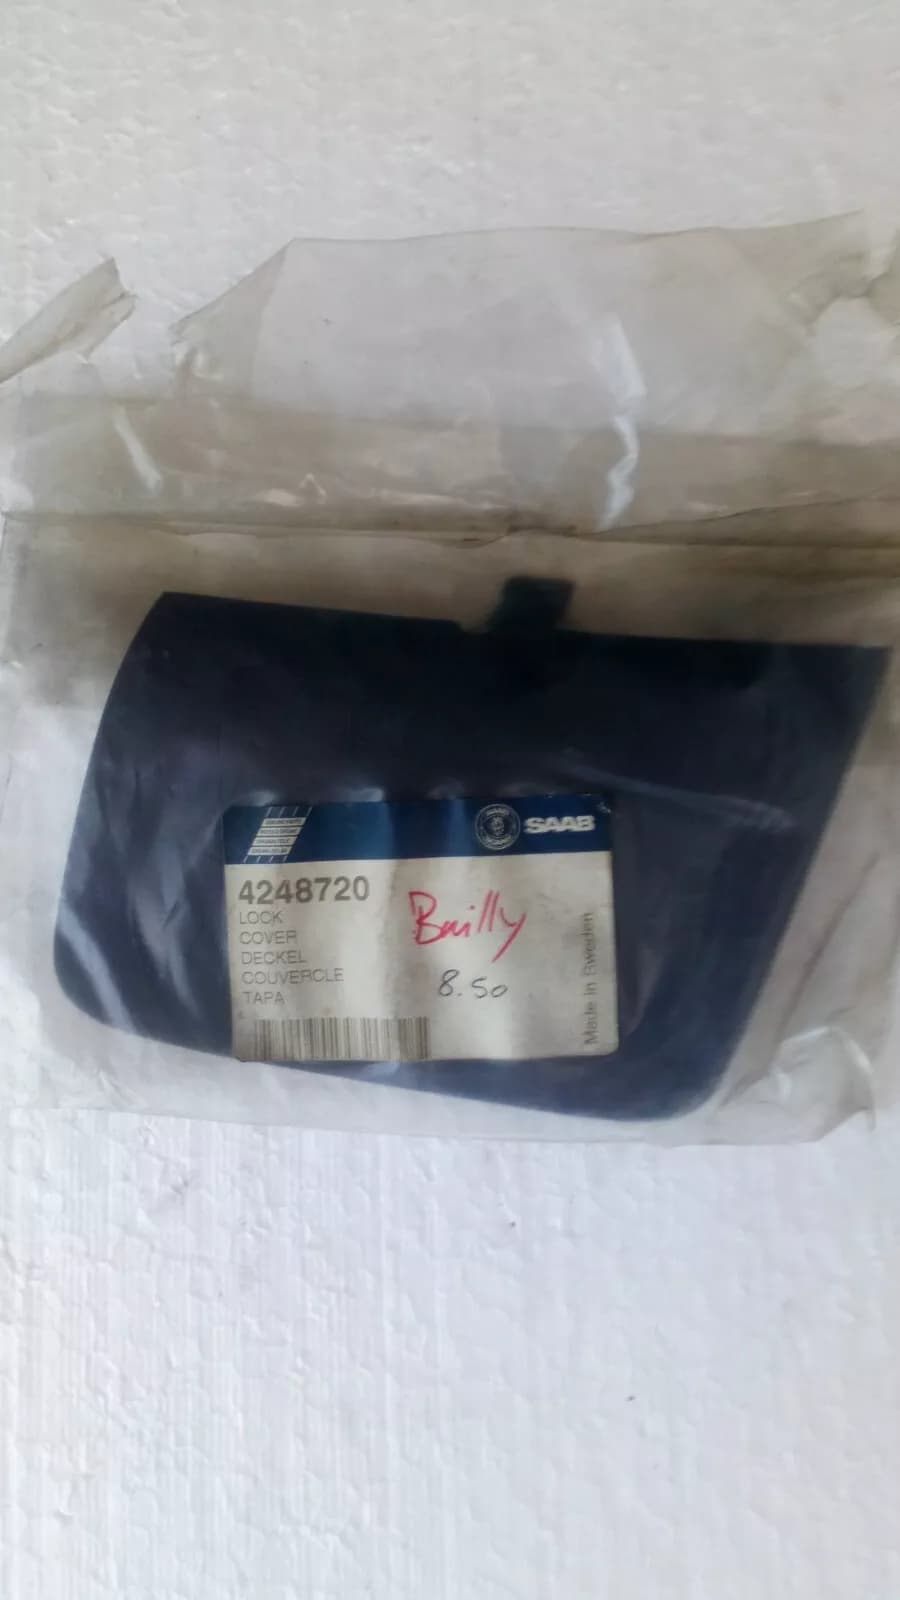 SAAB
4248720
LOCK
COVER
DECKEL
COUVERCLE
TAPA
Bailly
8.50
Made in Sweden